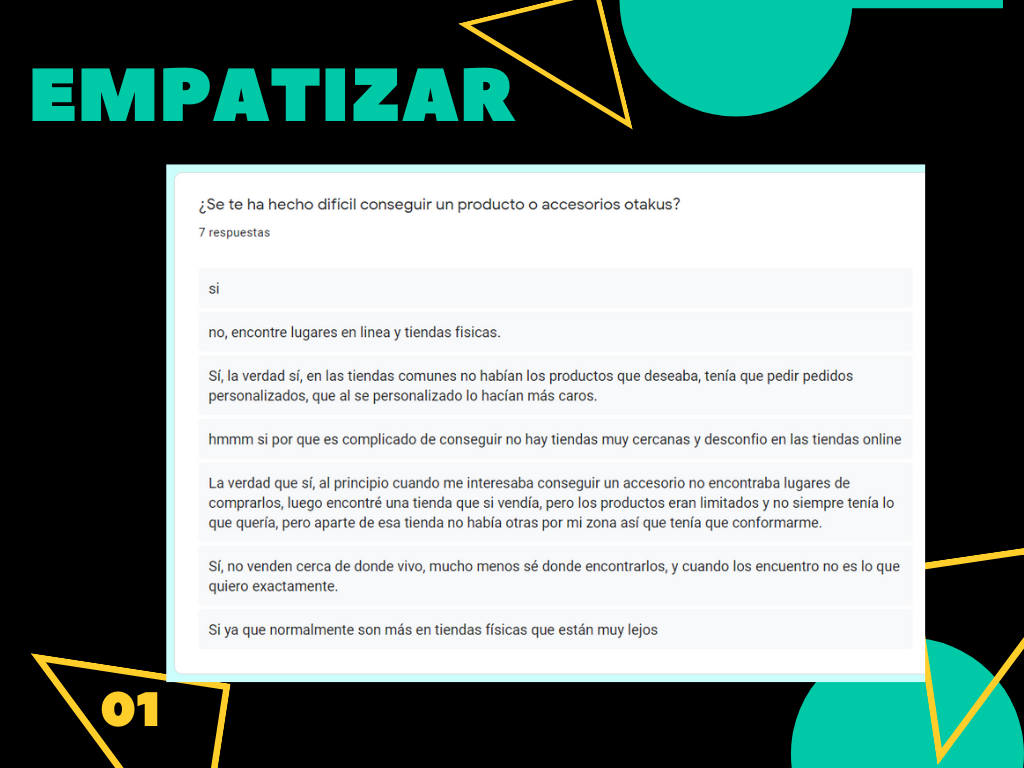 EMPATIZAR
¿Se te ha hecho difícil conseguir un producto o accesorios otakus?
7 respuestas
si
no, encontre lugares en linea y tiendas fisicas.
Sí, la verdad sí, en las tiendas comunes no habían los productos que deseaba, tenía que pedir pedidos
personalizados, que al se personalizado lo hacían más caros.
hmmm si por que es complicado de conseguir no hay tiendas muy cercanas y desconfio en las tiendas online
La verdad que sí, al principio cuando me interesaba conseguir un accesorio no encontraba lugares de
comprarlos, luego encontré una tienda que si vendía, pero los productos eran limitados y no siempre tenía lo
que quería, pero aparte de esa tienda no había otras por mi zona así que tenía que conformarme.
Sí, no venden cerca de donde vivo, mucho menos sé donde encontrarlos, y cuando los encuentro no es lo que
quiero exactamente.
Si ya que normalmente son más en tiendas físicas que están muy lejos
01